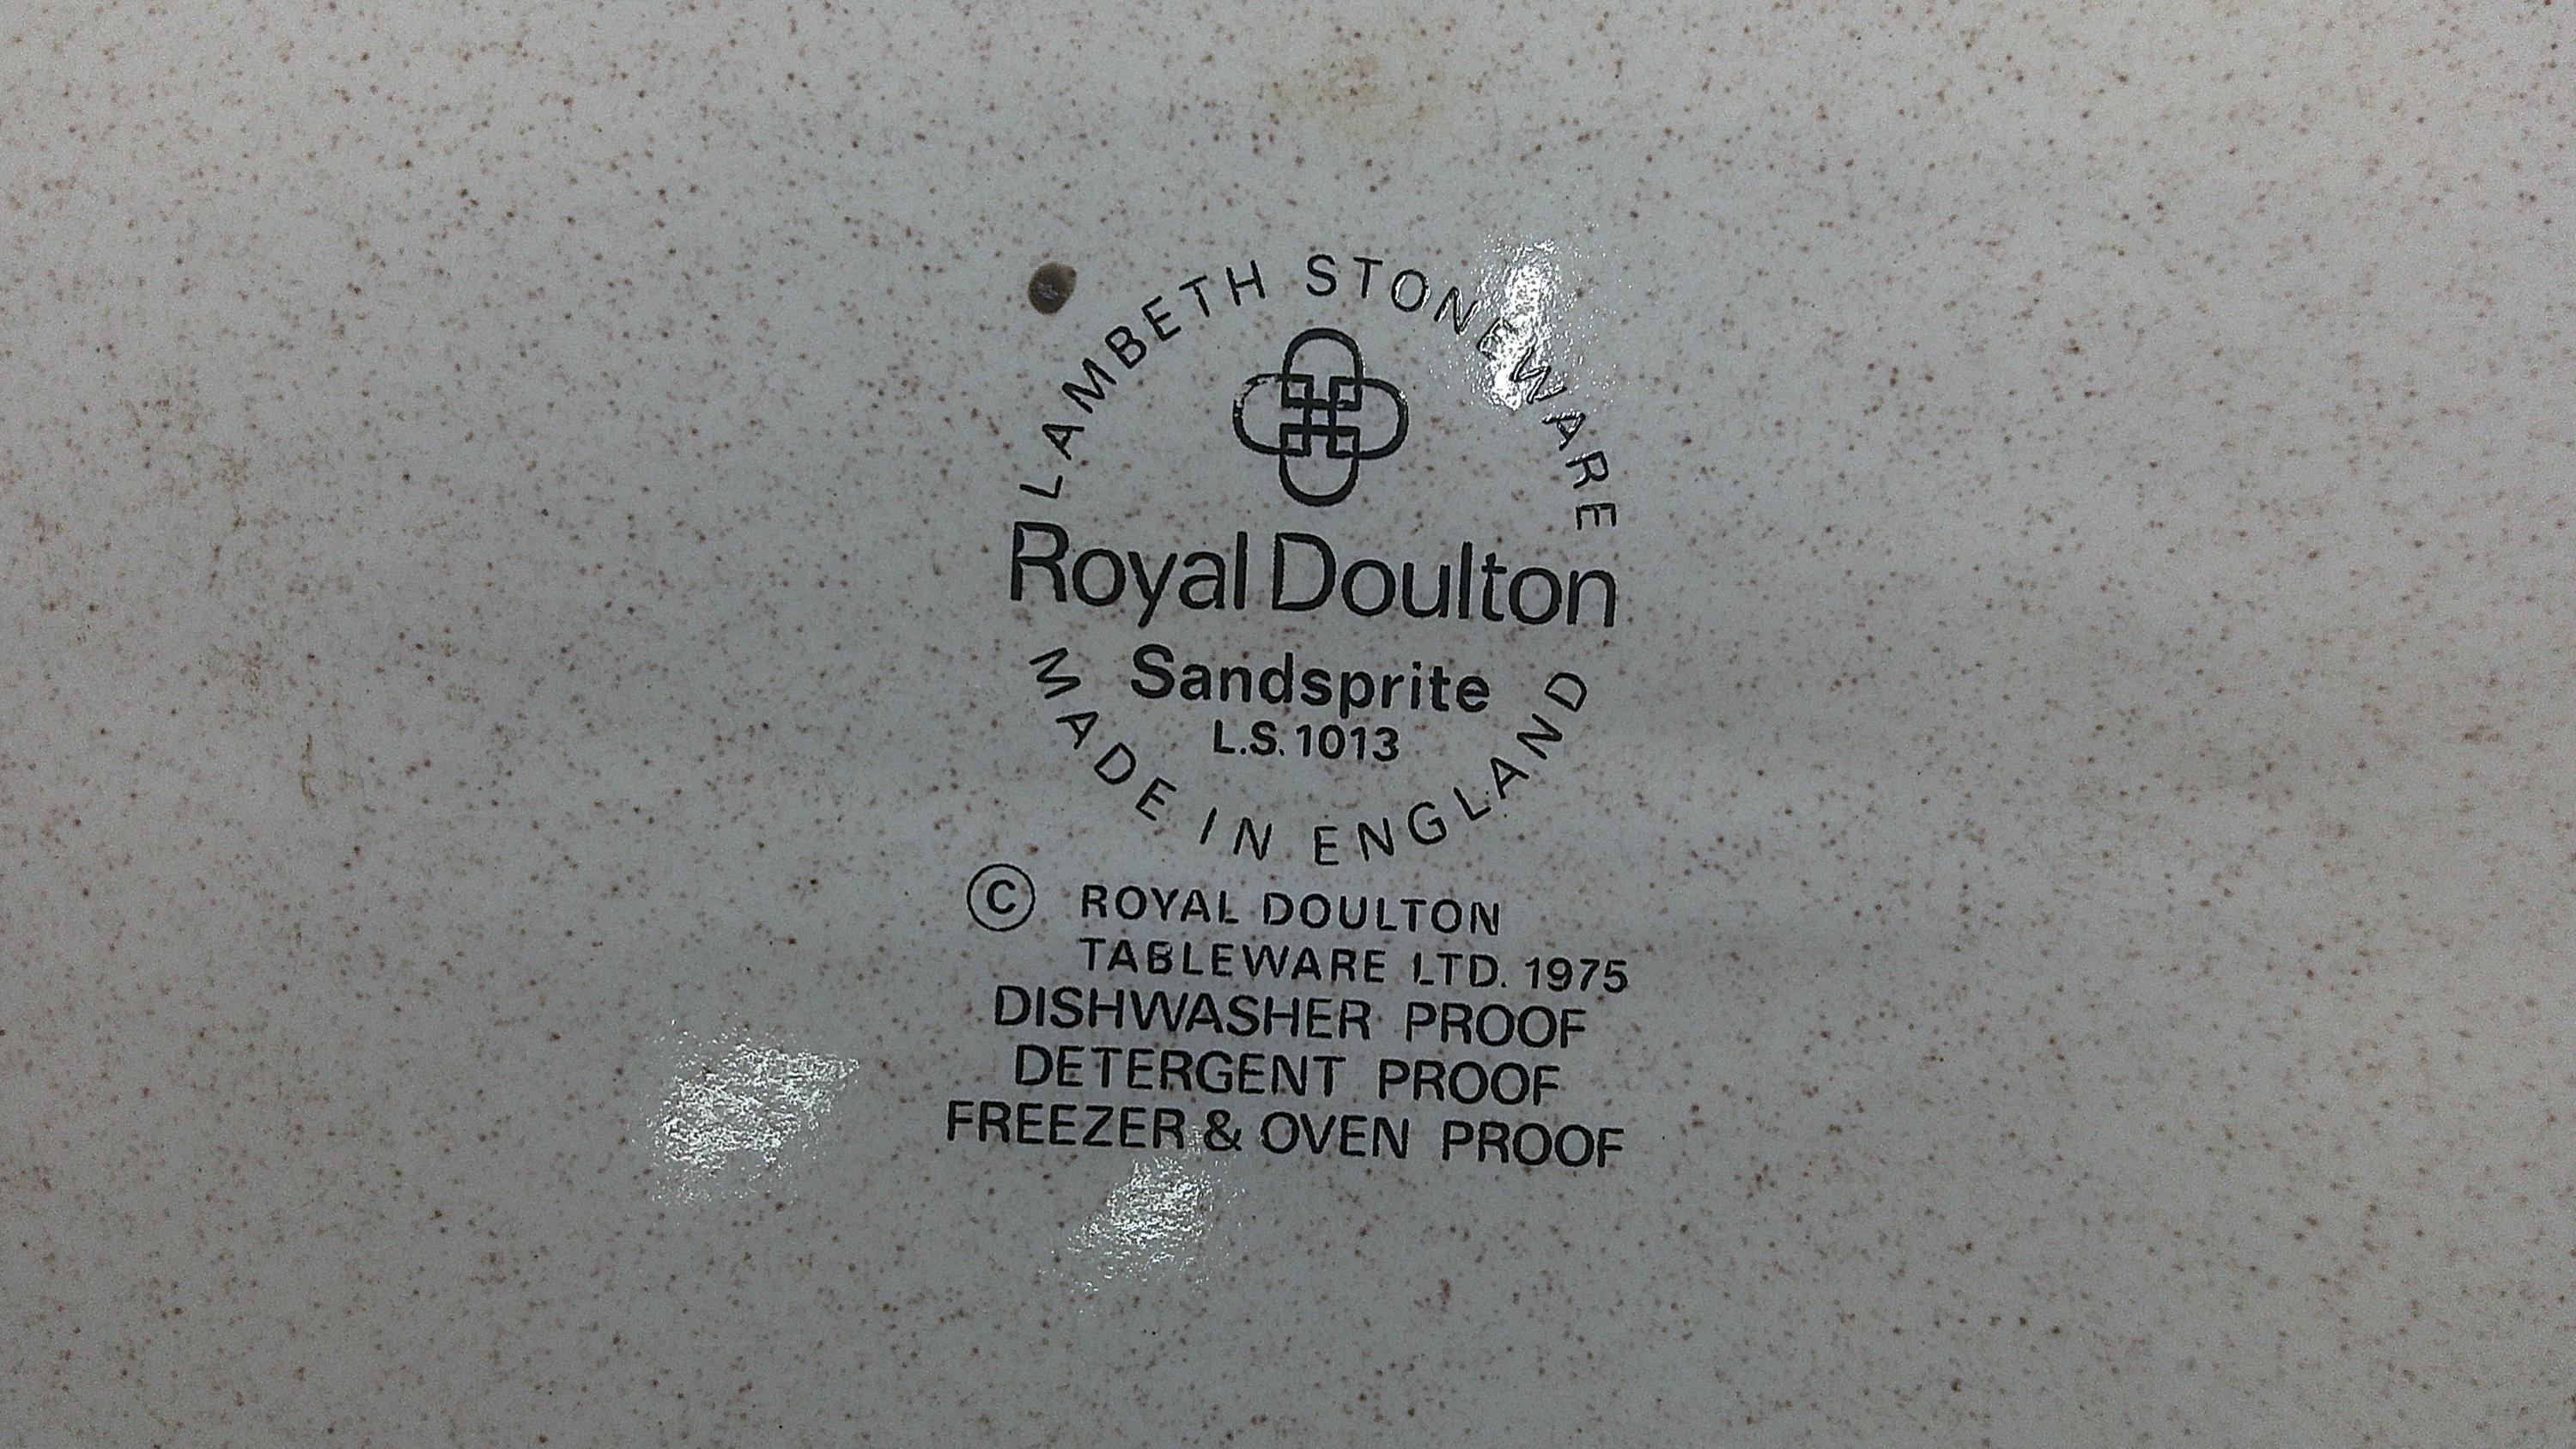 LAMBETH STONEWARE
Royal Doulton
Sandsprite
L.S. 1013
MADE IN ENGLAND
© ROYAL DOULTON
TABLEWARE LTD. 1975
DISHWASHER PROOF
DETERGENT PROOF
FREEZER & OVEN PROOF